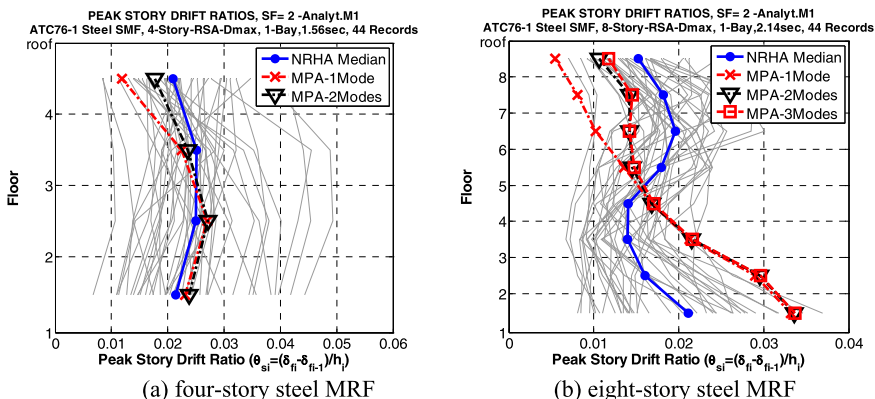 PEAK STORY DRIFT RATIOS, SF= 2 -Analyt.M1
ATC76-1 Steel SMF, 4-Story-RSA-Dmax, 1-Bay,1.56sec, 44 Records
roof
4
3
2
1
Floor
NRHA Median
MPA-1Mode
MPA-2Modes
0 0.01 0.02 0.03 0.04 0.05 0.06
Peak Story Drift Ratio (θsi=(δfi-δfi-1)/hi)
(a) four-story steel MRF
PEAK STORY DRIFT RATIOS, SF= 2 -Analyt.M1
ATC76-1 Steel SMF, 8-Story-RSA-Dmax, 1-Bay,2.14sec, 44 Records
roof
8
7
6
5
4
3
2
1
Floor
NRHA Median
MPA-1Mode
MPA-2Modes
MPA-3Modes
0 0.01 0.02 0.03 0.04
Peak Story Drift Ratio (θsi=(δfi-δfi-1)/hi)
(b) eight-story steel MRF